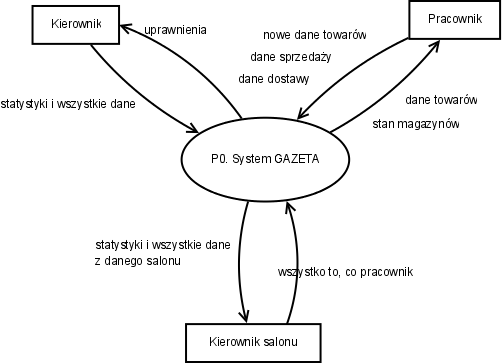 Kierownik
Pracownik
uprawnienia
nowe dane towarów
dane sprzedaży
dane dostawy
statystyki i wszystkie dane
dane towarów
stan magazynów
P0. System GAZETA
statystyki i wszystkie dane
z danego salonu
wszystko to, co pracownik
Kierownik salonu